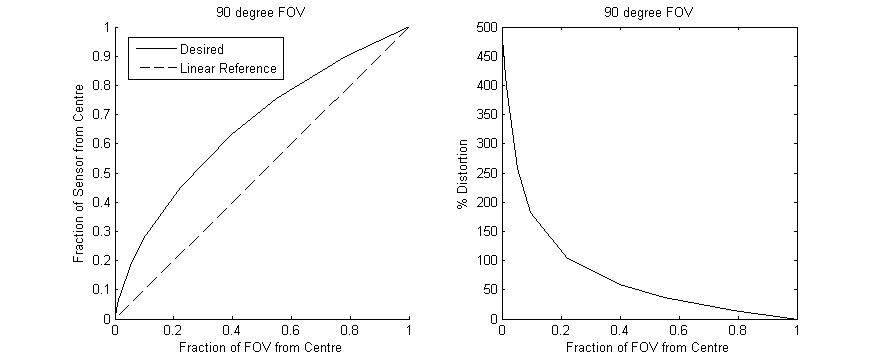 90 degree FOV
1
0.9
0.8
0.7
0.6
0.5
0.4
0.3
0.2
0.1
0
Fraction of Sensor from Centre
Desired
Linear Reference
0 0.2 0.4 0.6 0.8 1
Fraction of FOV from Centre
90 degree FOV
500
450
400
350
300
250
200
150
100
50
0
% Distortion
0 0.2 0.4 0.6 0.8 1
Fraction of FOV from Centre